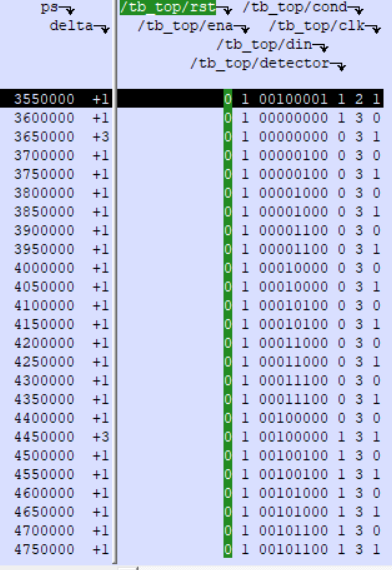 ps /tb_top/rst /tb_top/cond
delta /tb_top/ena /tb_top/clk
/tb_top/din
/tb_top/detector
3550000 +1 0 1 00100001 1 2 1
3600000 +1 0 1 00000000 1 3 0
3650000 +3 0 1 00000000 0 3 1
3700000 +1 0 1 00000100 0 3 0
3750000 +1 0 1 00000100 0 3 1
3800000 +1 0 1 00001000 0 3 0
3850000 +1 0 1 00001000 0 3 1
3900000 +1 0 1 00001100 0 3 0
3950000 +1 0 1 00001100 0 3 1
4000000 +1 0 1 00010000 0 3 0
4050000 +1 0 1 00010000 0 3 1
4100000 +1 0 1 00010100 0 3 0
4150000 +1 0 1 00010100 0 3 1
4200000 +1 0 1 00011000 0 3 0
4250000 +1 0 1 00011000 0 3 1
4300000 +1 0 1 00011100 0 3 0
4350000 +1 0 1 00011100 0 3 1
4400000 +1 0 1 00100000 0 3 0
4450000 +3 0 1 00100000 1 3 1
4500000 +1 0 1 00100100 1 3 0
4550000 +1 0 1 00100100 1 3 1
4600000 +1 0 1 00101000 1 3 0
4650000 +1 0 1 00101000 1 3 1
4700000 +1 0 1 00101100 1 3 0
4750000 +1 0 1 00101100 1 3 1